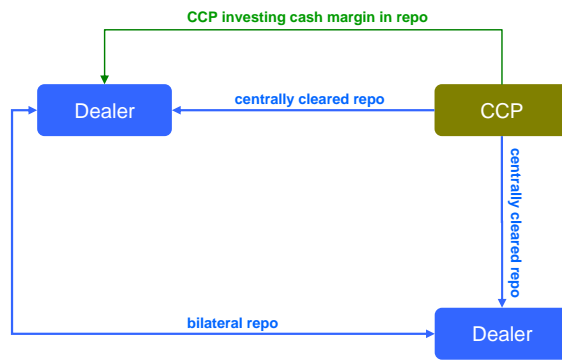 CCP investing cash margin in repo
Dealer
centrally cleared repo
CCP
centrally cleared repo
bilateral repo
Dealer